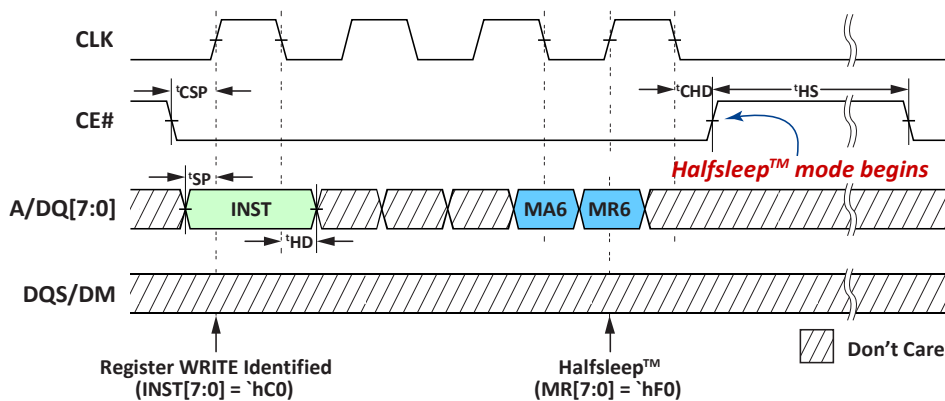 CLK
tCSP
tCHD
tHS
CE#
Halfsleep™ mode begins
tSP
A/DQ[7:0]
INST
MA6
MR6
tHD
DQS/DM
Register WRITE Identified
(INST[7:0] = `hC0)
Halfsleep™
(MR[7:0] = `hF0)
Don't Care